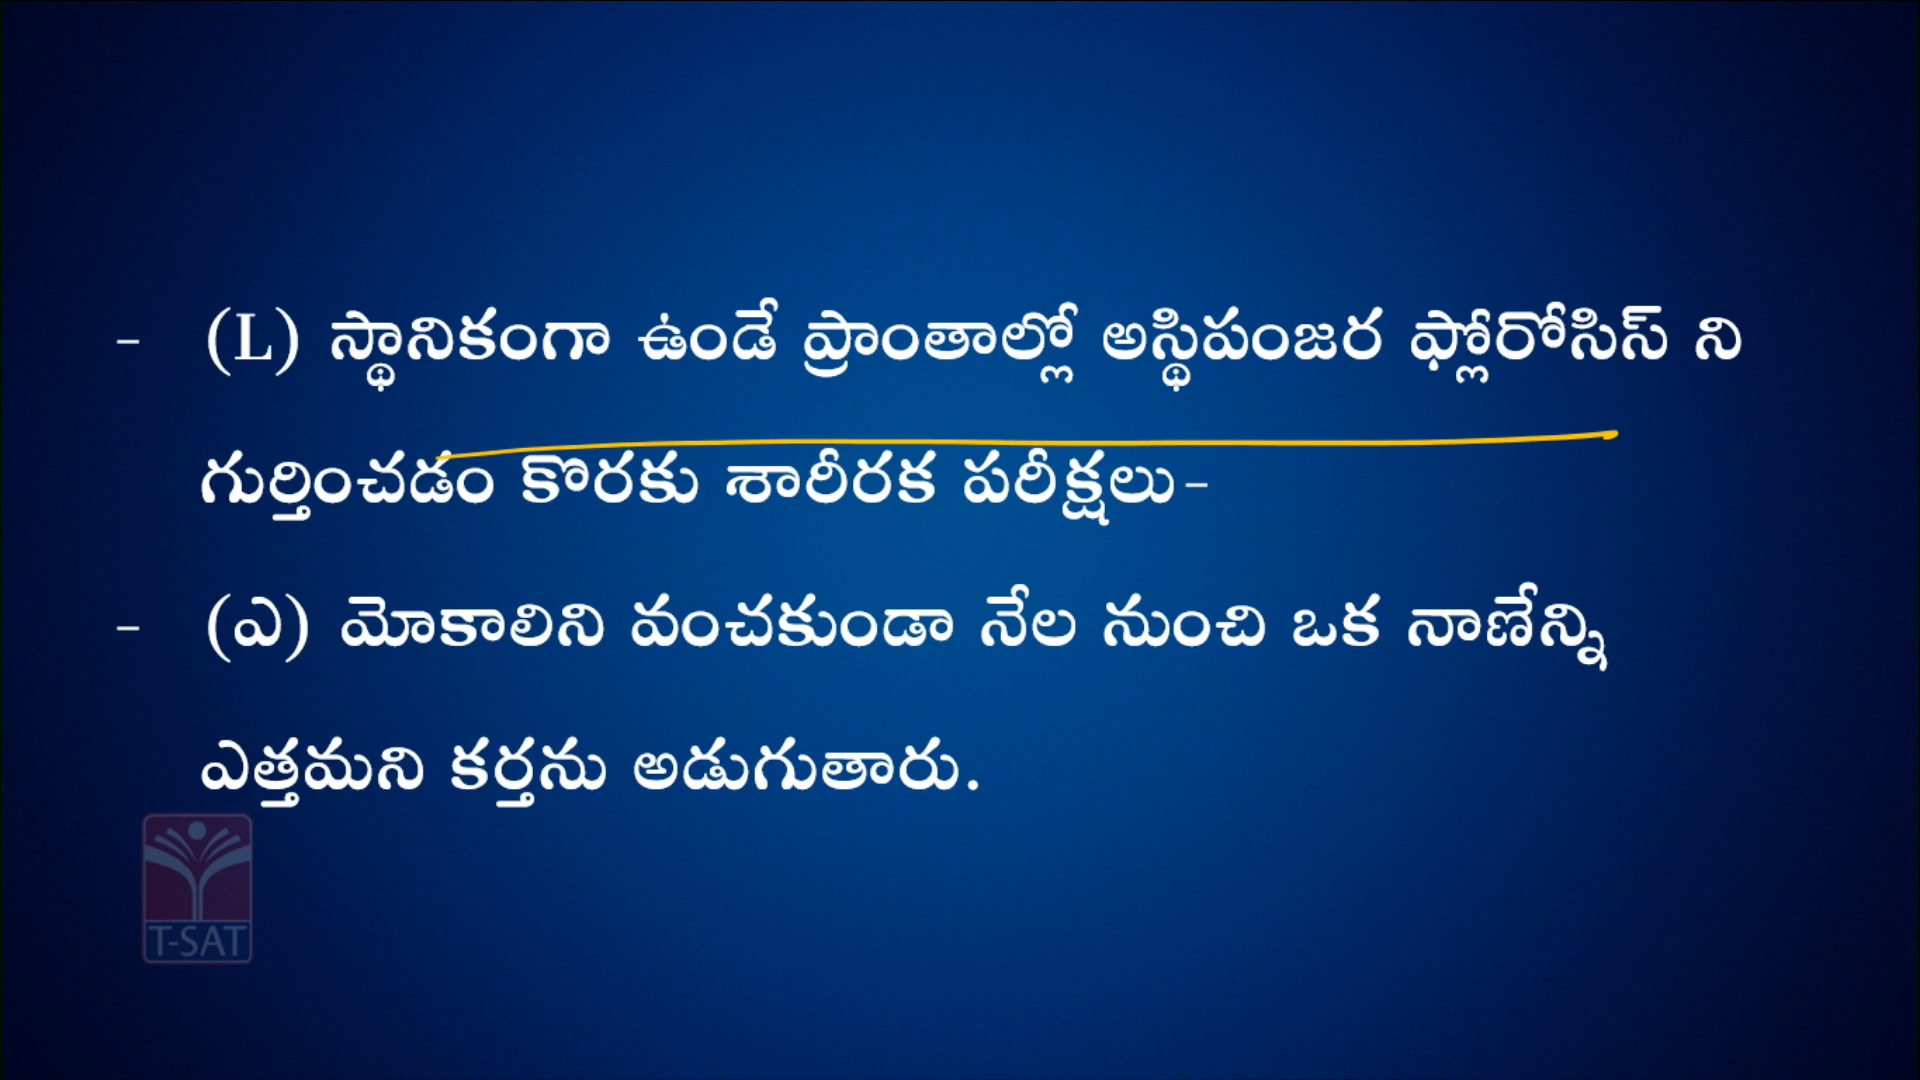 - (L) స్థానికంగా ఉండే ప్రాంతాల్లో అస్థిపంజర ఫ్లోరోసిస్ ని
గుర్తించడం కొరకు శారీరక పరీక్షలు-
- (ఎ) మోకాలిని వంచకుండా నేల నుంచి ఒక నాణేన్ని
ఎత్తమని కర్తను అడుగుతారు.
T-SAT